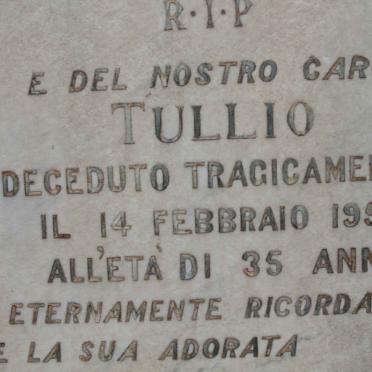 R·I·P
E DEL NOSTRO CAR
TULLIO
DECEDUTO TRAGICAME
IL 14 FEBBRAIO 199
ALL'ETÀ DI 35 ANN
ETERNAMENTE RICORDA
LA SUA ADORATA